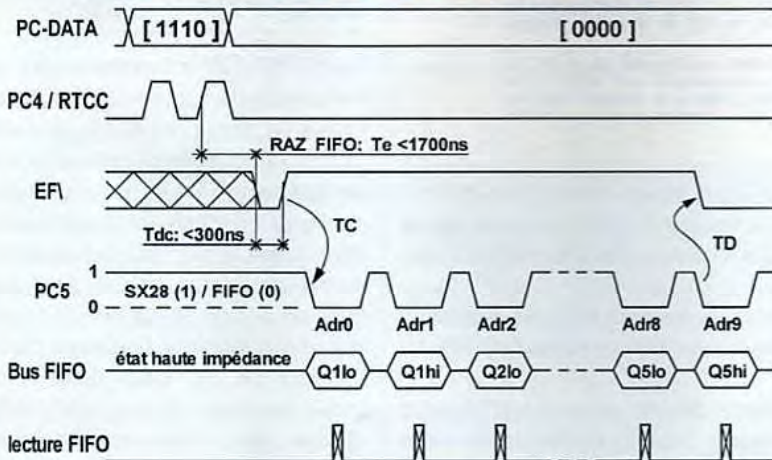 PC-DATA [ 1110 ] [ 0000 ]
PC4 / RTCC
RAZ FIFO: Te <1700ns
EF\
Tdc: <300ns TC TD
PC5 1 SX28 (1) / FIFO (0)
0
Adr0 Adr1 Adr2 Adr8 Adr9
Bus FIFO état haute impédance Q1lo Q1hi Q2lo Q5lo Q5hi
lecture FIFO